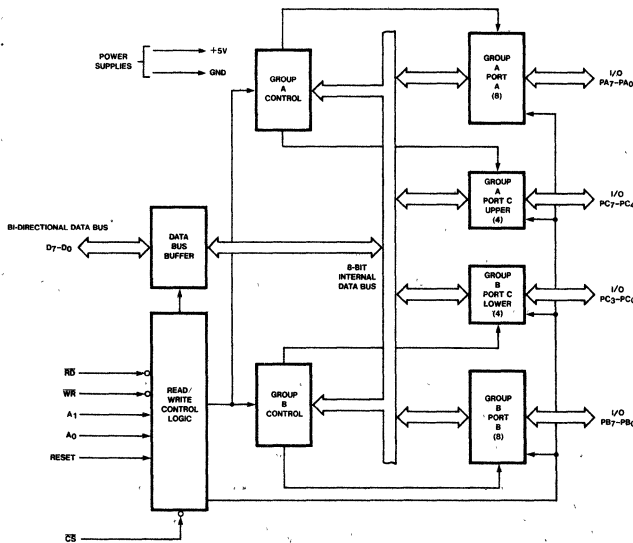 POWER
SUPPLIES
+5V
GND
GROUP
A
CONTROL
GROUP
A
PORT
A
(8)
I/O
PA7-PA0
GROUP
A
PORT C
UPPER
(4)
I/O
PC7-PC4
BI-DIRECTIONAL DATA BUS
D7-D0
DATA
BUS
BUFFER
8-BIT
INTERNAL
DATA BUS
GROUP
B
PORT C
LOWER
(4)
I/O
PC3-PC0
RD
WR
A1
A0
RESET
READ/
WRITE
CONTROL
LOGIC
GROUP
B
CONTROL
GROUP
B
PORT
B
(8)
I/O
PB7-PB0
CS